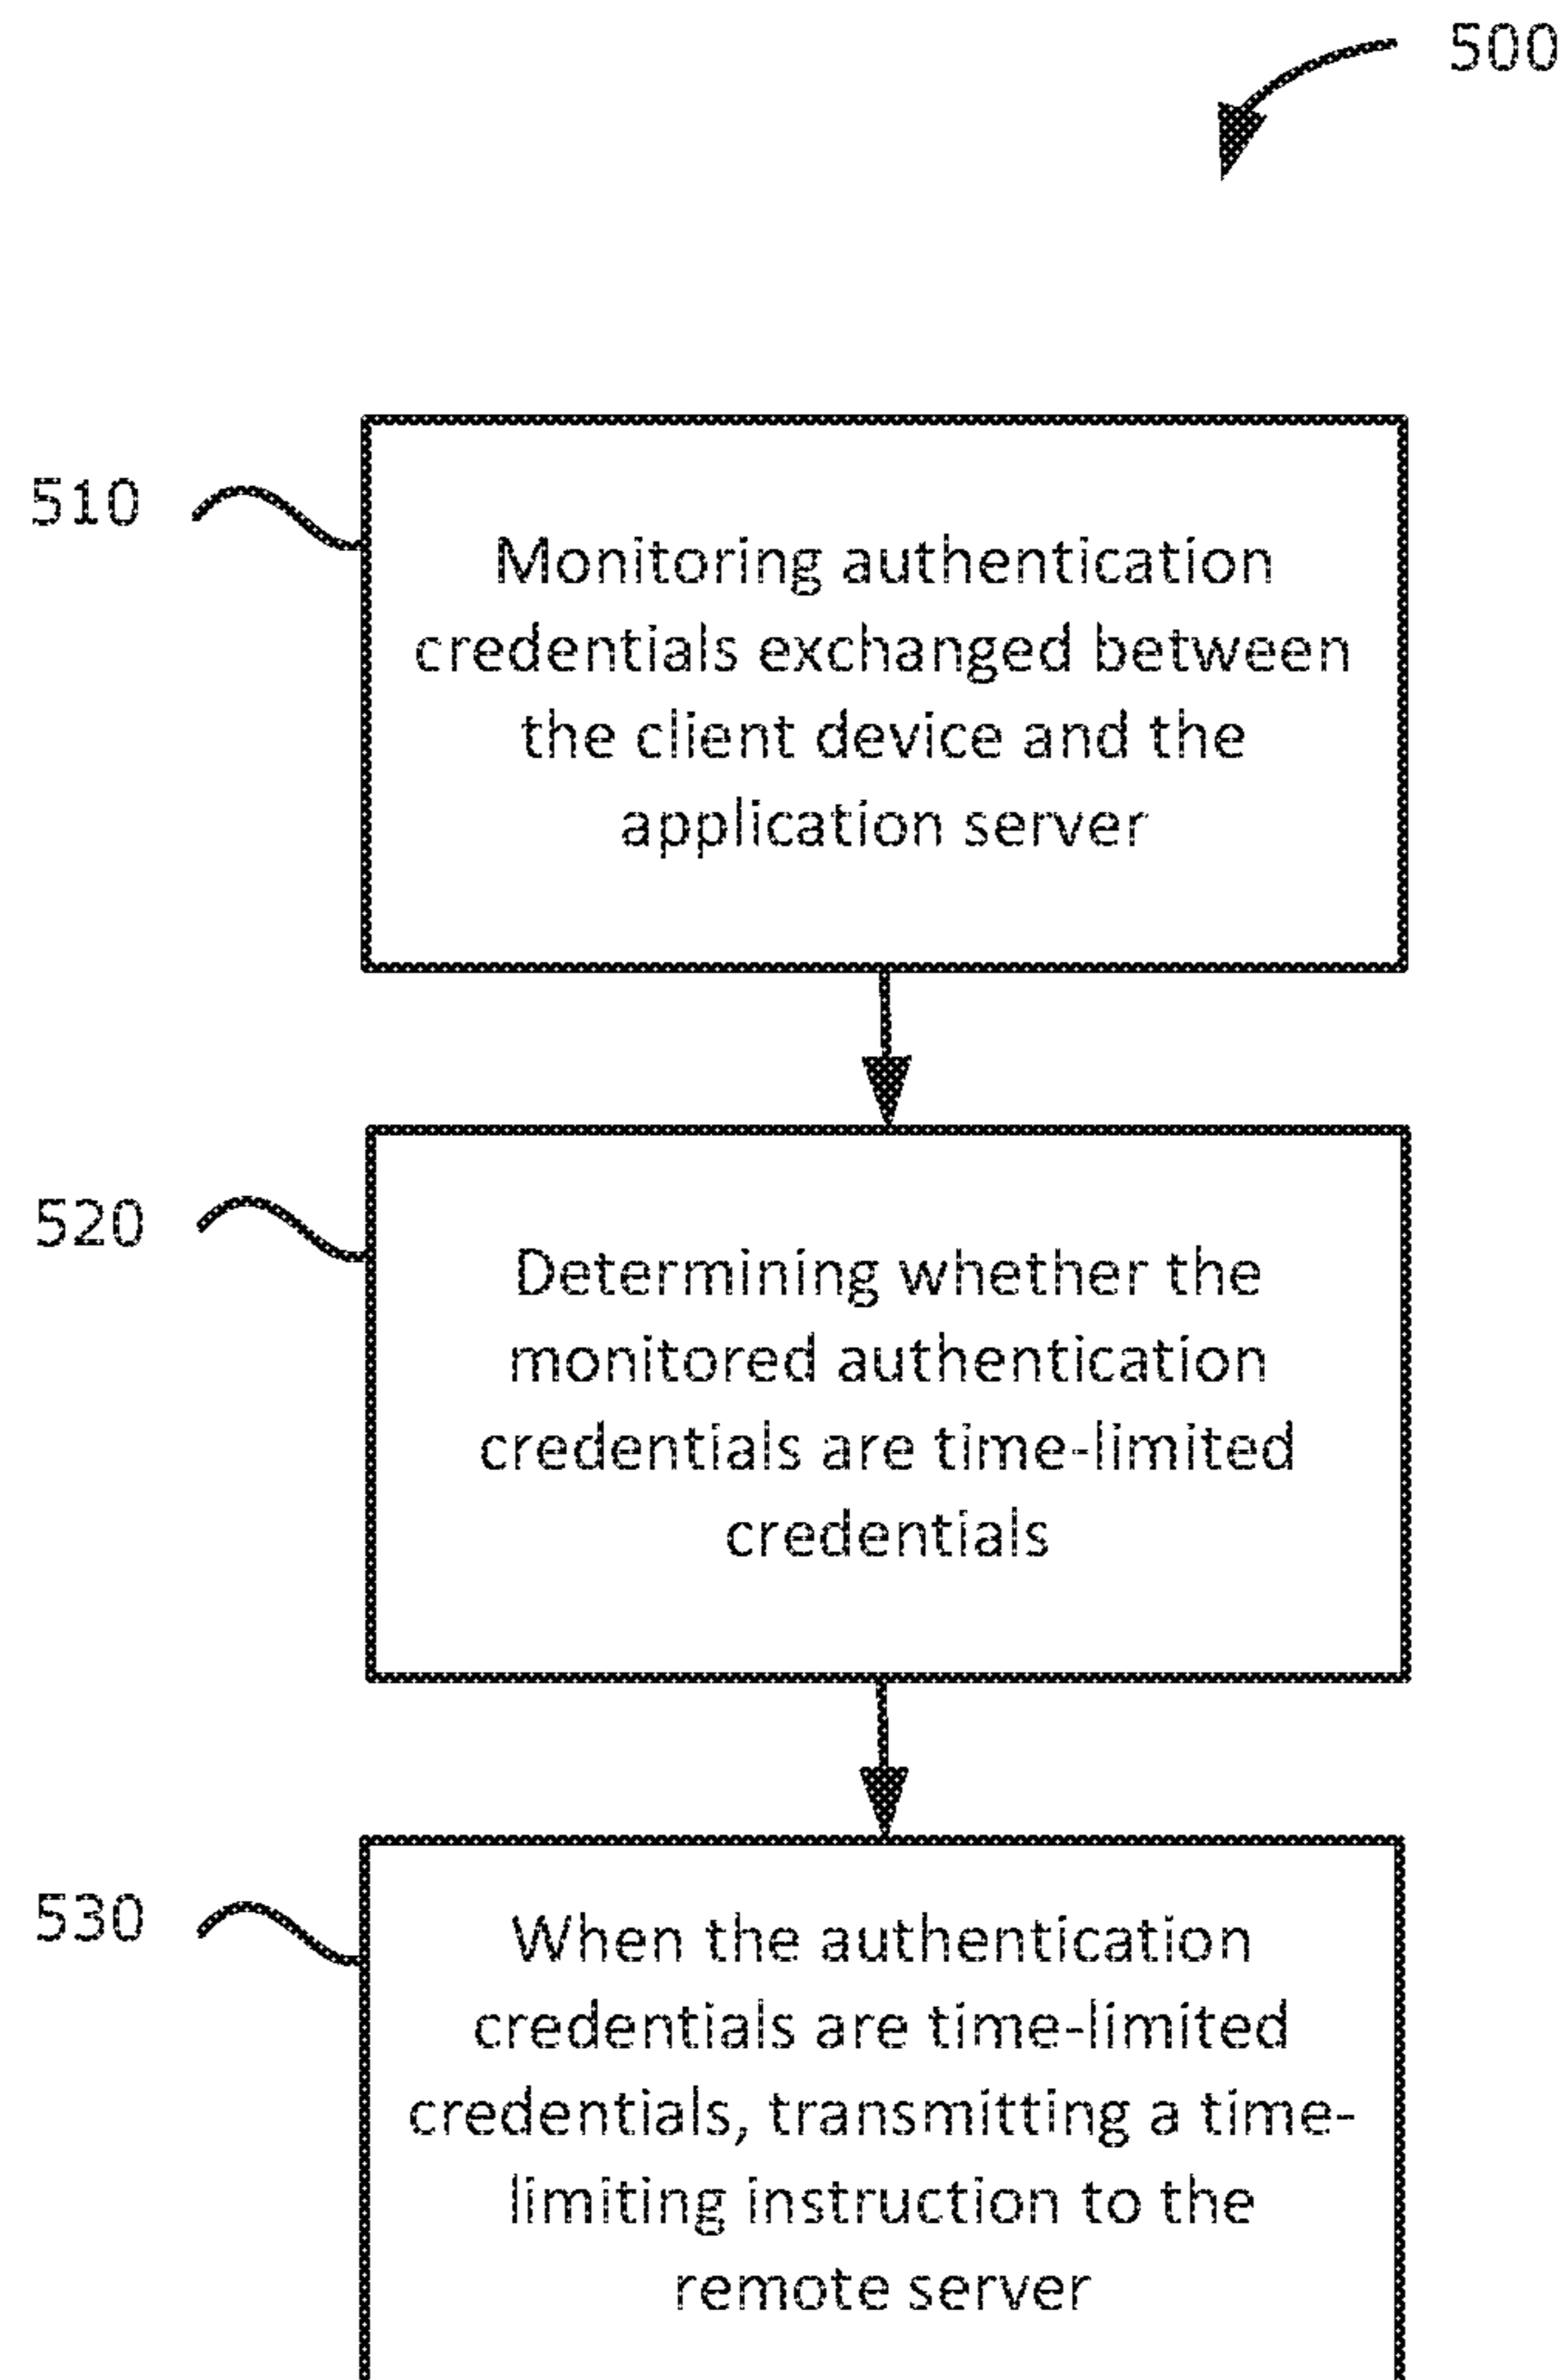 500
510
Monitoring authentication
credentials exchanged between
the client device and the
application server
520
Determining whether the
monitored authentication
credentials are time-limited
credentials
530
When the authentication
credentials are time-limited
credentials, transmitting a time-
limiting instruction to the
remote server